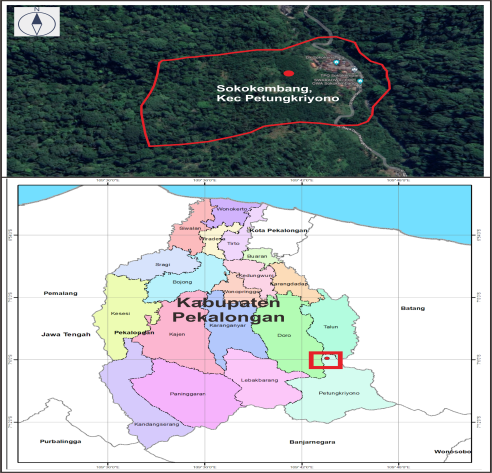 N
Sokokembang,
Kec Petungkriyono
Wonokerto
Siwalan
Wiradesa
Tirto
Kota Pekalongan
Buaran
Sragi
Kedungwuni
Bojong
Karangdadap
Wonopringgo
Pemalang
Kabupaten
Pekalongan
Batang
Kesesi
Jawa Tengah
Pekalongan
Kajen
Karanganyar
Doro
Talun
Lebakbarang
Paninggaran
Petungkriyono
Kandangserang
Purbalingga
Banjarnegara
Wonosobo